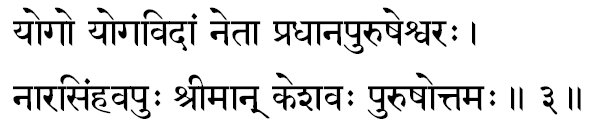 योगो योगविदां नेता प्रधानपुरुषेश्वरः।
नारसिंहवपुः श्रीमान् केशवः पुरुषोत्तमः॥ ३॥